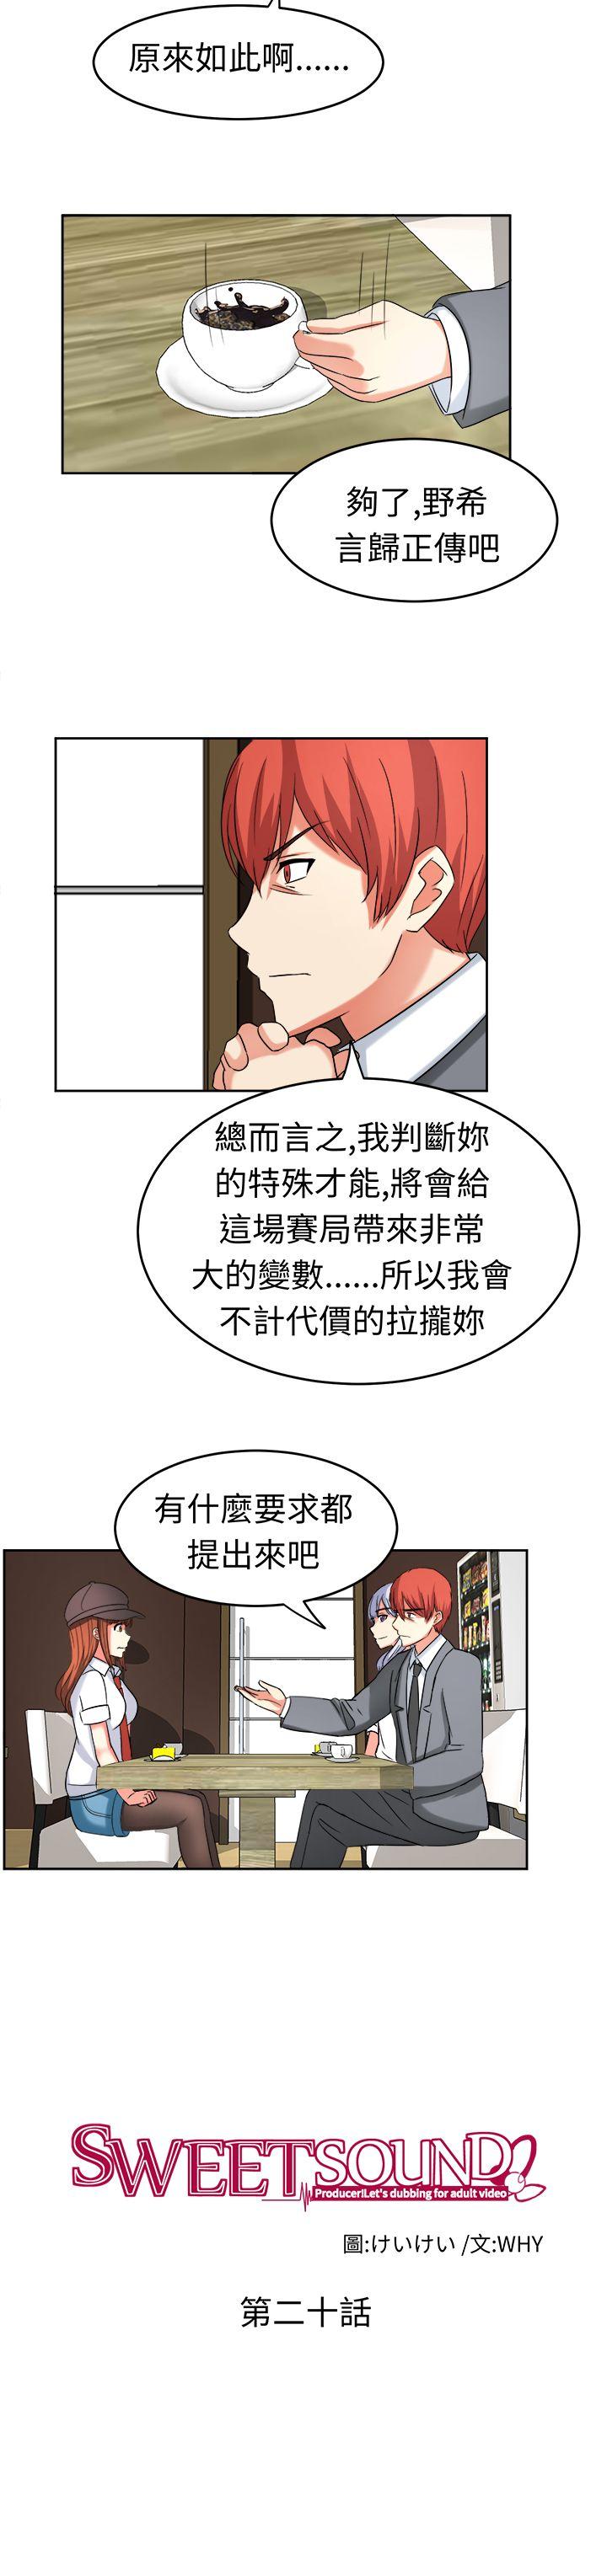 原來如此啊……
夠了,野希
言歸正傳吧
總而言之,我判斷妳
的特殊才能,將會給
這場賽局帶來非常
大的變數……所以我會
不計代價的拉攏妳
有什麼要求都
提出來吧
SWEETSOUND
Producer!Let's dubbing for adult video
圖:けいけい /文:WHY
第二十話